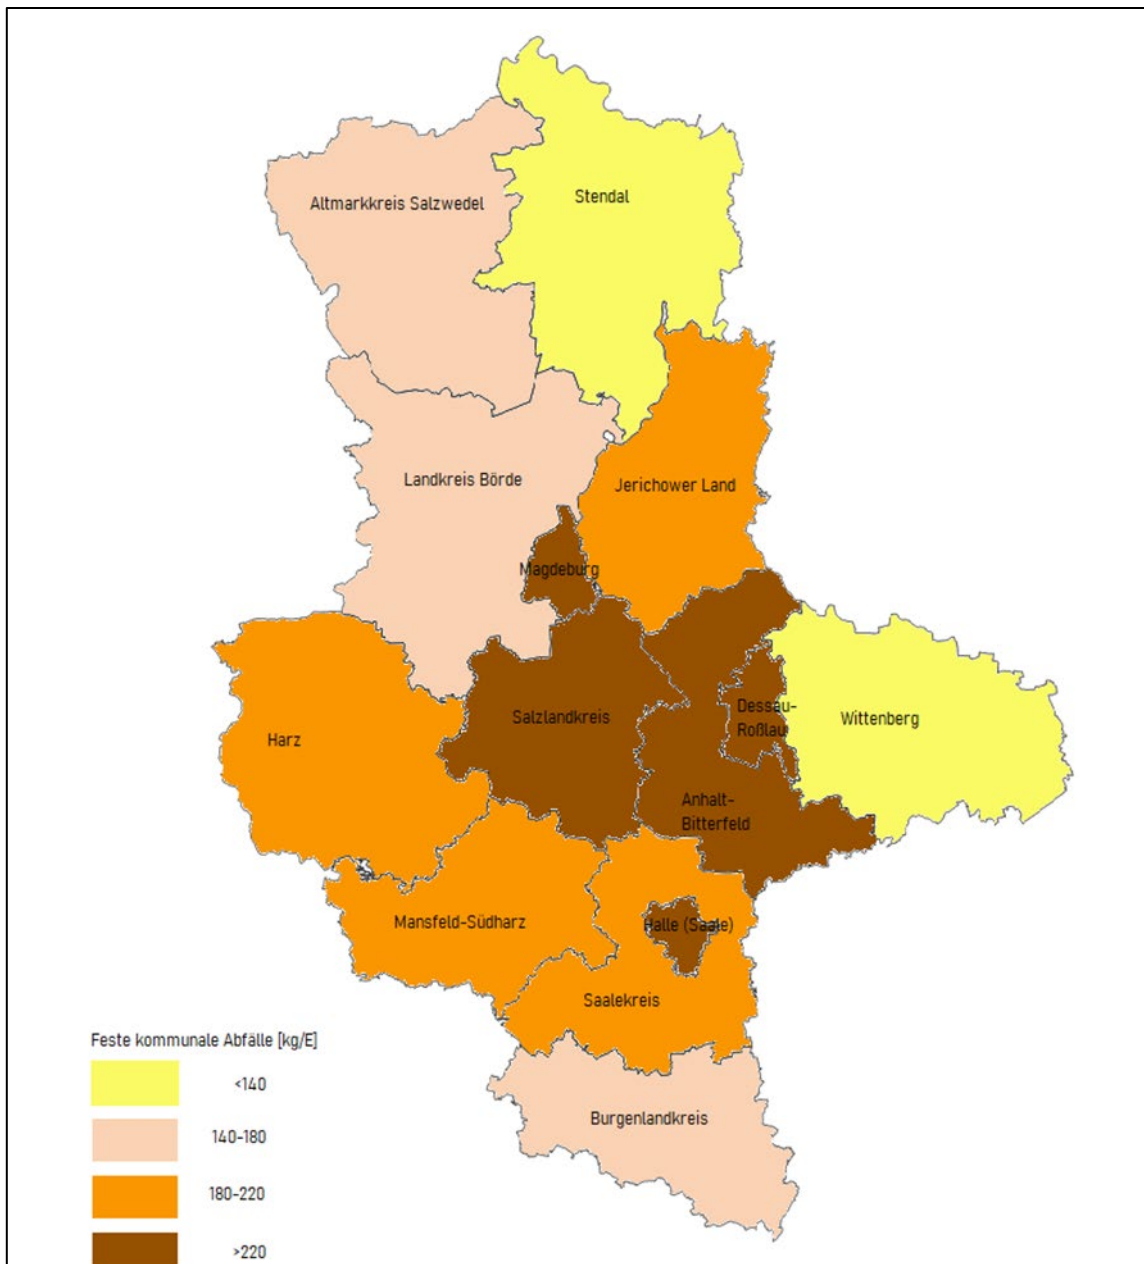 Stendal
Altmarkkreis Salzwedel
Landkreis Börde
Jerichower Land
Magdeburg
Salzlandkreis
Dessau-
Roßlau
Wittenberg
Harz
Anhalt-
Bitterfeld
Mansfeld-Südharz
Halle (Saale)
Saalekreis
Burgenlandkreis
Feste kommunale Abfälle [kg/E]
<140
140-180
180-220
>220